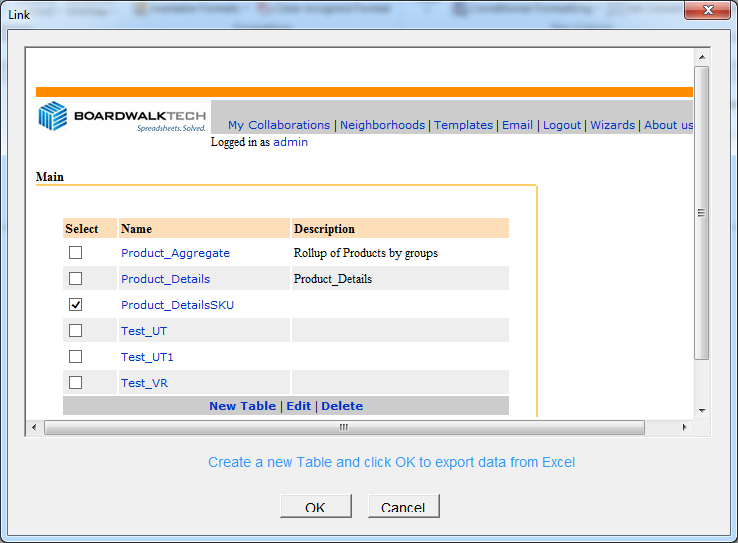 Link
BOARDWALKTECH
Spreadsheets. Solved.
My Collaborations | Neighborhoods | Templates | Email | Logout | Wizards | About us
Logged in as admin
Main
Select Name Description
Product_Aggregate Rollup of Products by groups
Product_Details Product_Details
Product_DetailsSKU
Test_UT
Test_UT1
Test_VR
New Table | Edit | Delete
Create a new Table and click OK to export data from Excel
OK Cancel